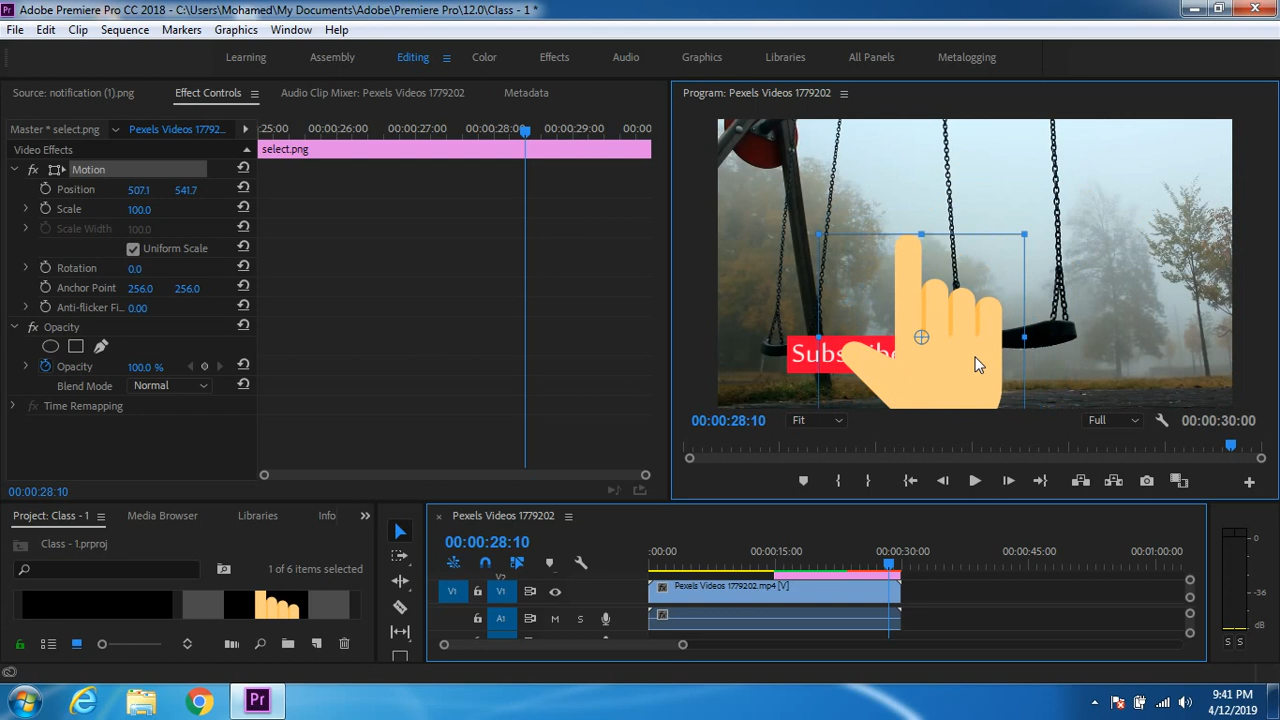 Adobe Premiere Pro CC 2018 - C:\Users\Mohamed\My Documents\Adobe\Premiere Pro\12.0\Class - 1 *
File Edit Clip Sequence Markers Graphics Window Help
Learning Assembly Editing Color Effects Audio Graphics Libraries All Panels Metalogging
Source: notification (1).png Effect Controls Audio Clip Mixer: Pexels Videos 1779202 Metadata
Program: Pexels Videos 1779202
Master * select.png Pexels Videos 17792...
:25:00 00:00:26:00 00:00:27:00 00:00:28:00 00:00:29:00 00:00
Video Effects
select.png
fx Motion
Position 507.1 541.7
Scale 100.0
Scale Width 100.0
Uniform Scale
Rotation 0.0
Anchor Point 256.0 256.0
Anti-flicker Fi... 0.00
fx Opacity
Opacity 100.0 %
Blend Mode Normal
fx Time Remapping
00:00:28:10
Subscribe
00:00:28:10 Fit Full 00:00:30:00
Project: Class - 1 Media Browser Libraries Info
Class - 1.prproj
1 of 6 items selected
Pexels Videos 1779202
00:00:28:10
:00:00 00:00:15:00 00:00:30:00 00:00:45:00 00:01:00:00
V1 V1 fx Pexels Videos 1779202.mp4 [V]
A1 M S fx
0
-36
dB
S S
Pr
9:41 PM
4/12/2019